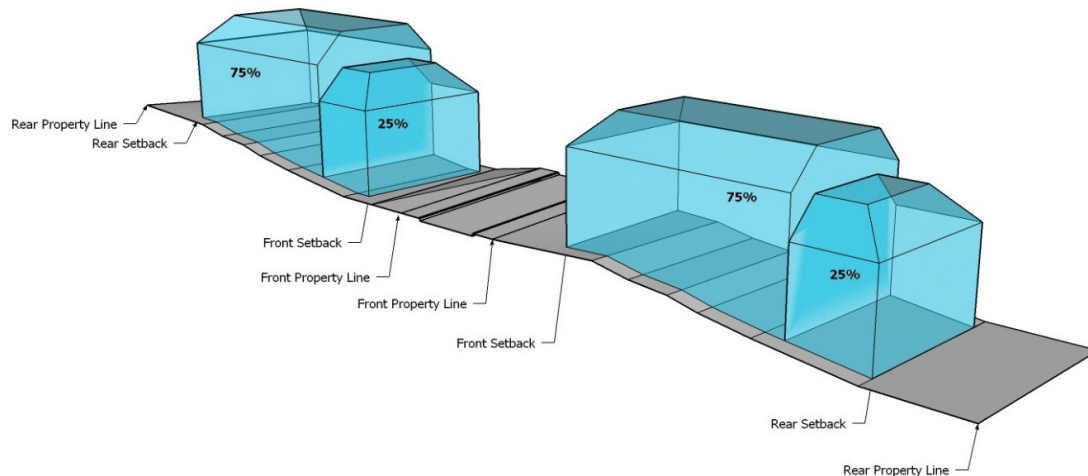 75%
25%
Rear Property Line
Rear Setback
75%
25%
Front Setback
Front Property Line
Front Property Line
Front Setback
Rear Setback
Rear Property Line